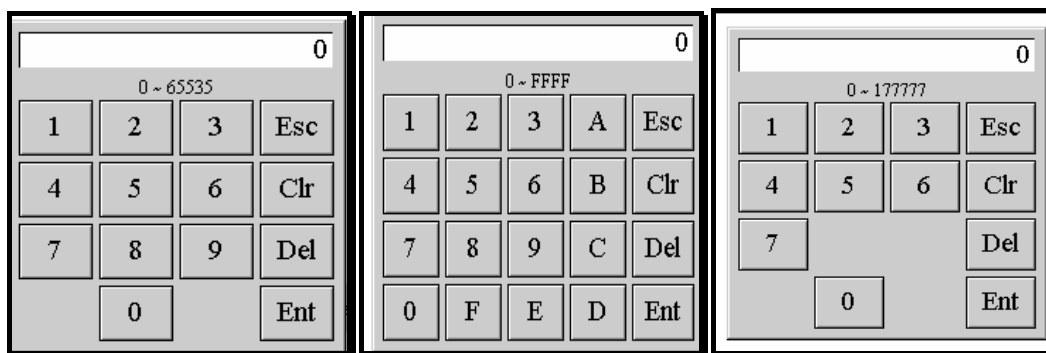 0
0 ~ 65535
1 2 3 Esc
4 5 6 Clr
7 8 9 Del
0 Ent
0
0 ~ FFFF
1 2 3 A Esc
4 5 6 B Clr
7 8 9 C Del
0 F E D Ent
0
0 ~ 177777
1 2 3 Esc
4 5 6 Clr
7 Del
0 Ent